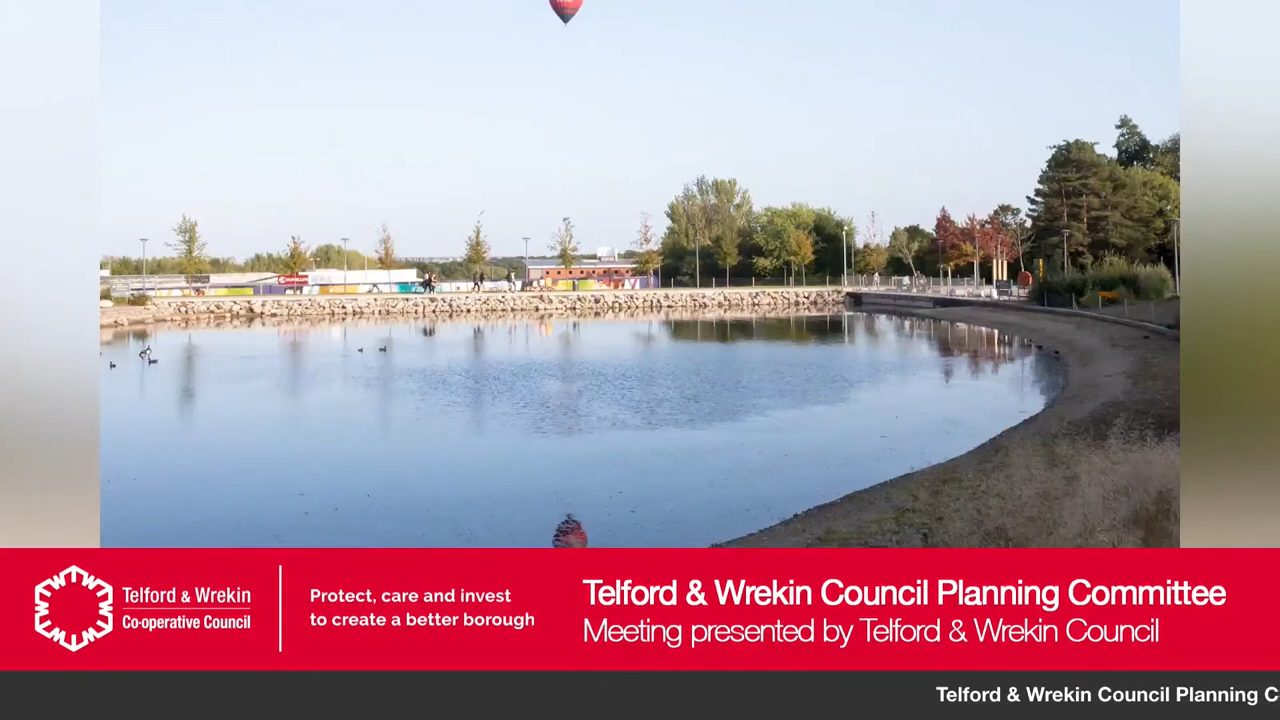 Telford & Wrekin
Co-operative Council
Protect, care and invest
to create a better borough
Telford & Wrekin Council Planning Committee
Meeting presented by Telford & Wrekin Council
Telford & Wrekin Council Planning C